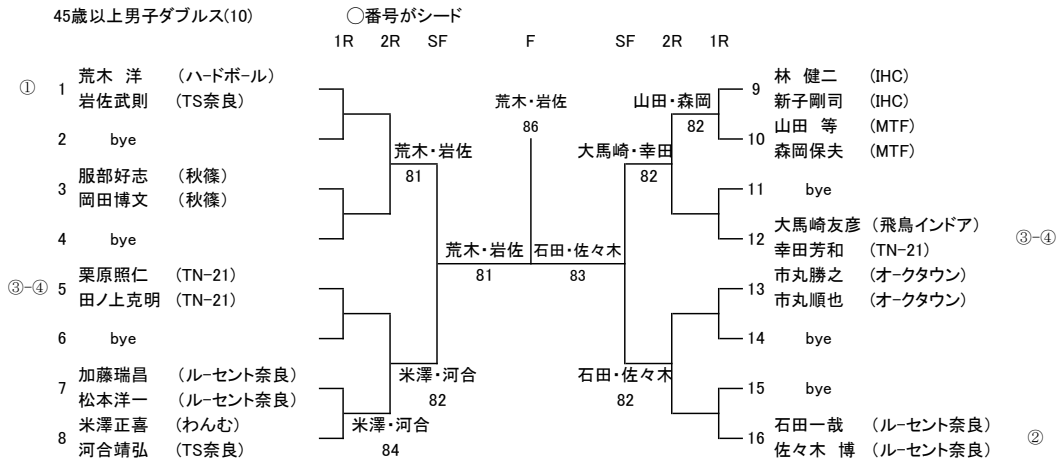 45歳以上男子ダブルス(10) ○番号がシード
1R 2R SF F SF 2R 1R
① 1 荒木 洋 (ハードボール)
岩佐武則 (TS奈良)
2 bye
3 服部好志 (秋篠)
岡田博文 (秋篠)
4 bye
③-④ 5 栗原照仁 (TN-21)
田ノ上克明 (TN-21)
6 bye
7 加藤瑞昌 (ルーセント奈良)
松本洋一 (ルーセント奈良)
8 米澤正喜 (わんむ)
河合靖弘 (TS奈良)
荒木・岩佐
81
米澤・河合
82
米澤・河合
84
荒木・岩佐
81
荒木・岩佐
86
石田・佐々木
83
山田・森岡
82
大馬崎・幸田
82
石田・佐々木
82
9 林 健二 (IHC)
新子剛司 (IHC)
10 山田 等 (MTF)
森岡保夫 (MTF)
11 bye
12 大馬崎友彦 (飛鳥インドア) ③-④
幸田芳和 (TN-21)
13 市丸勝之 (オークタウン)
市丸順也 (オークタウン)
14 bye
15 bye
16 石田一哉 (ルーセント奈良) ②
佐々木 博 (ルーセント奈良)